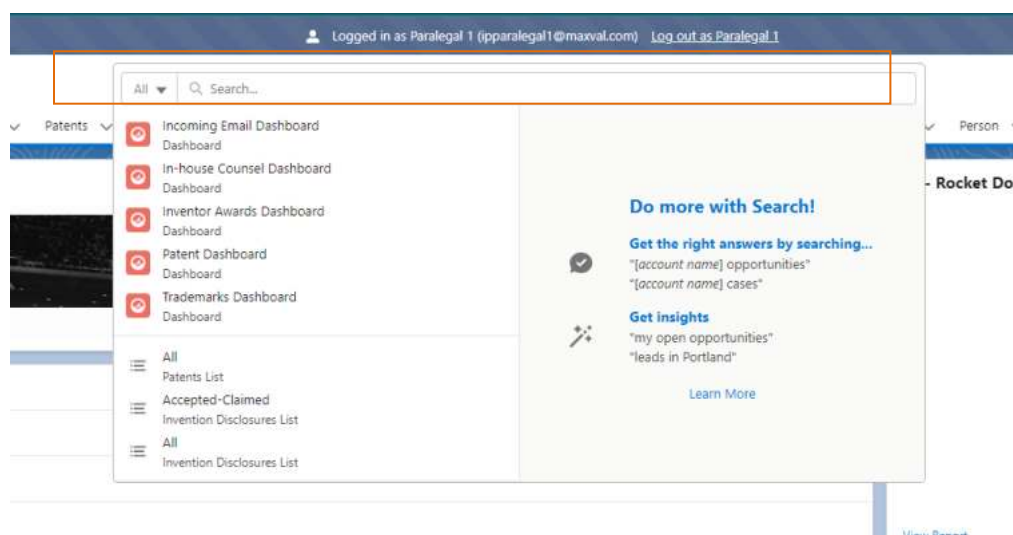 Logged in as Paralegal 1 (ipparalegal1@maxval.com) Log out as Paralegal 1
All Search...
Patents
Person
Incoming Email Dashboard
Dashboard
In-house Counsel Dashboard
Dashboard
Inventor Awards Dashboard
Dashboard
Patent Dashboard
Dashboard
Trademarks Dashboard
Dashboard
All
Patents List
Accepted-Claimed
Invention Disclosures List
All
Invention Disclosures List
Do more with Search!
Get the right answers by searching...
"[account name] opportunities"
"[account name] cases"
Get insights
"my open opportunities"
"leads in Portland"
Learn More
- Rocket Do
View Report